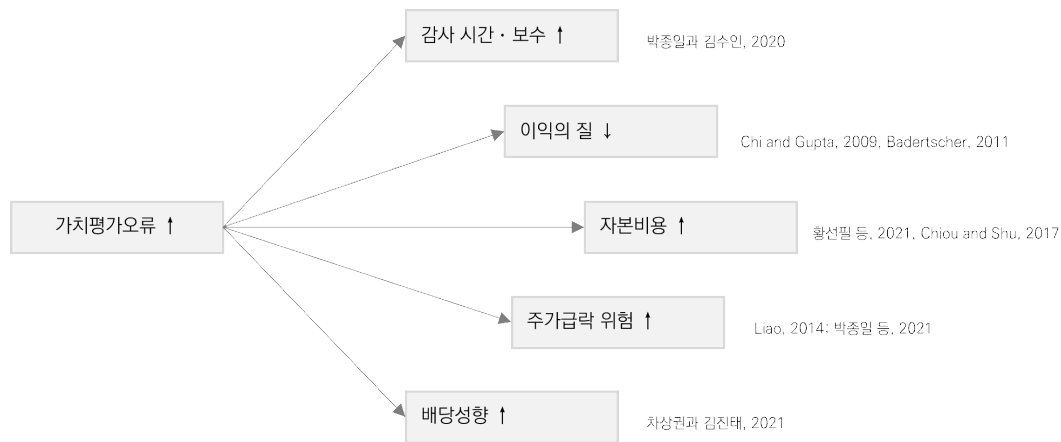 감사 시간 · 보수 ↑
박종일과 김수인, 2020
이익의 질 ↓
Chi and Gupta, 2009, Badertscher, 2011
가치평가오류 ↑
자본비용 ↑
황선필 등, 2021, Chiou and Shu, 2017
주가급락 위험 ↑
Liao, 2014; 박종일 등, 2021
배당성향 ↑
차상권과 김진태, 2021